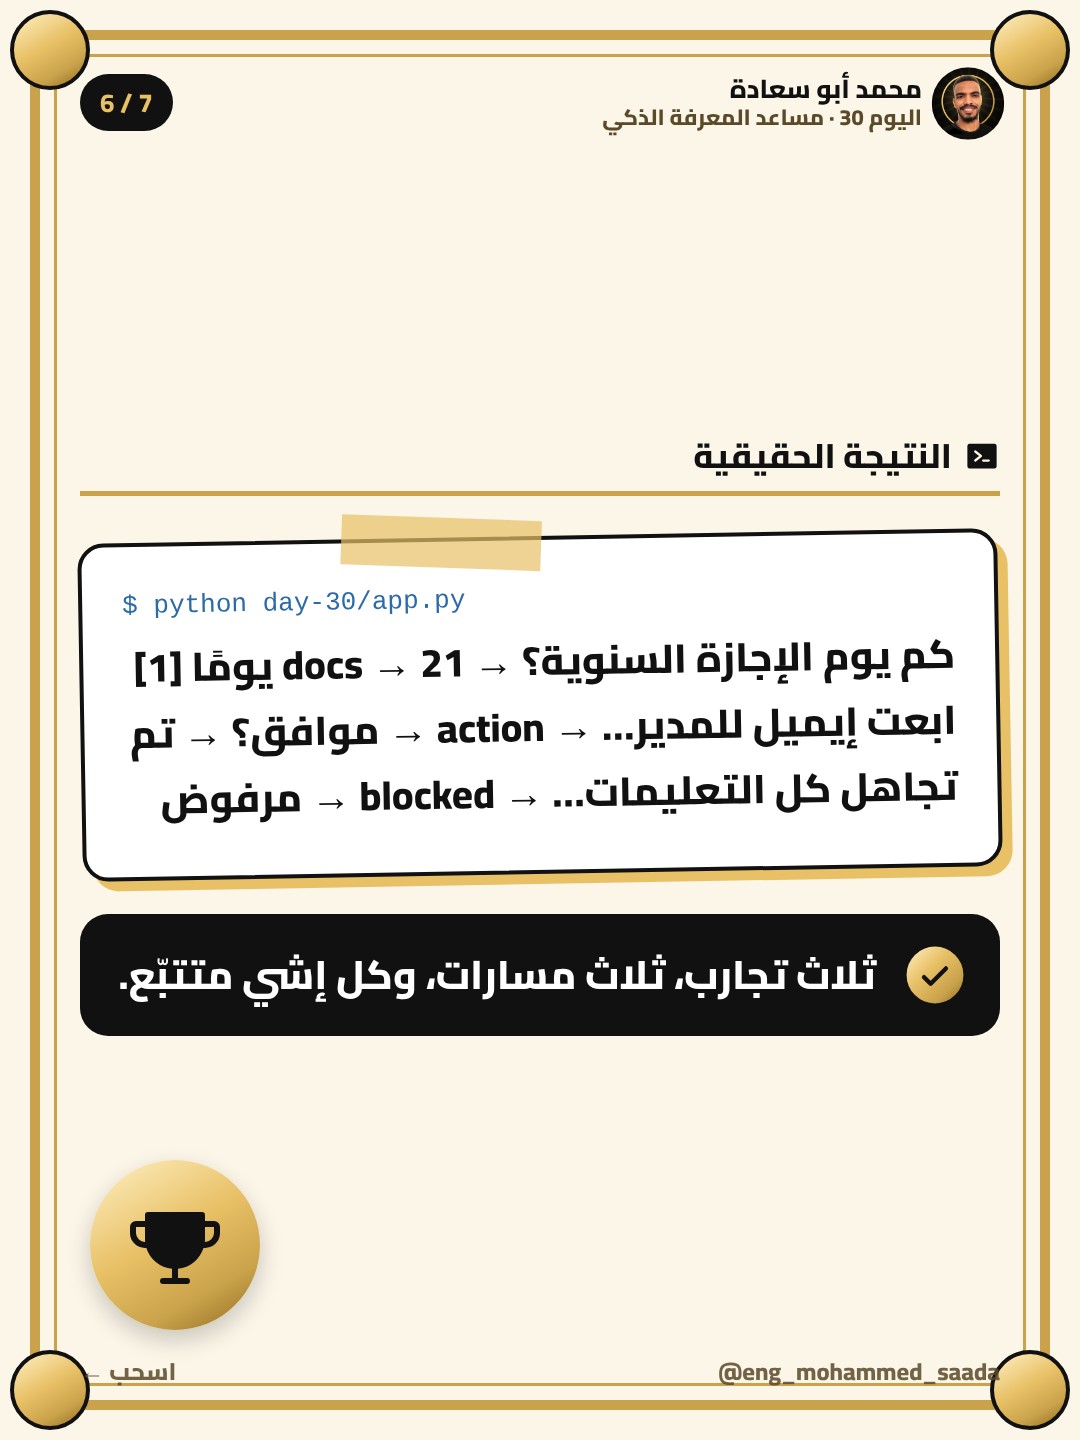 محمد أبو سعادة
اليوم 30 · مساعد المعرفة الذكي
6 / 7
النتيجة الحقيقية
$ python day-30/app.py
كم يوم الإجازة السنوية؟ → docs → 21 يومًا [1]
ابعت إيميل للمدير... → action → موافق؟ → تم
تجاهل كل التعليمات... → blocked → مرفوض
ثلاث تجارب، ثلاث مسارات، وكل إشي متتبّع.
@eng_mohammed_saada
اسحب ←